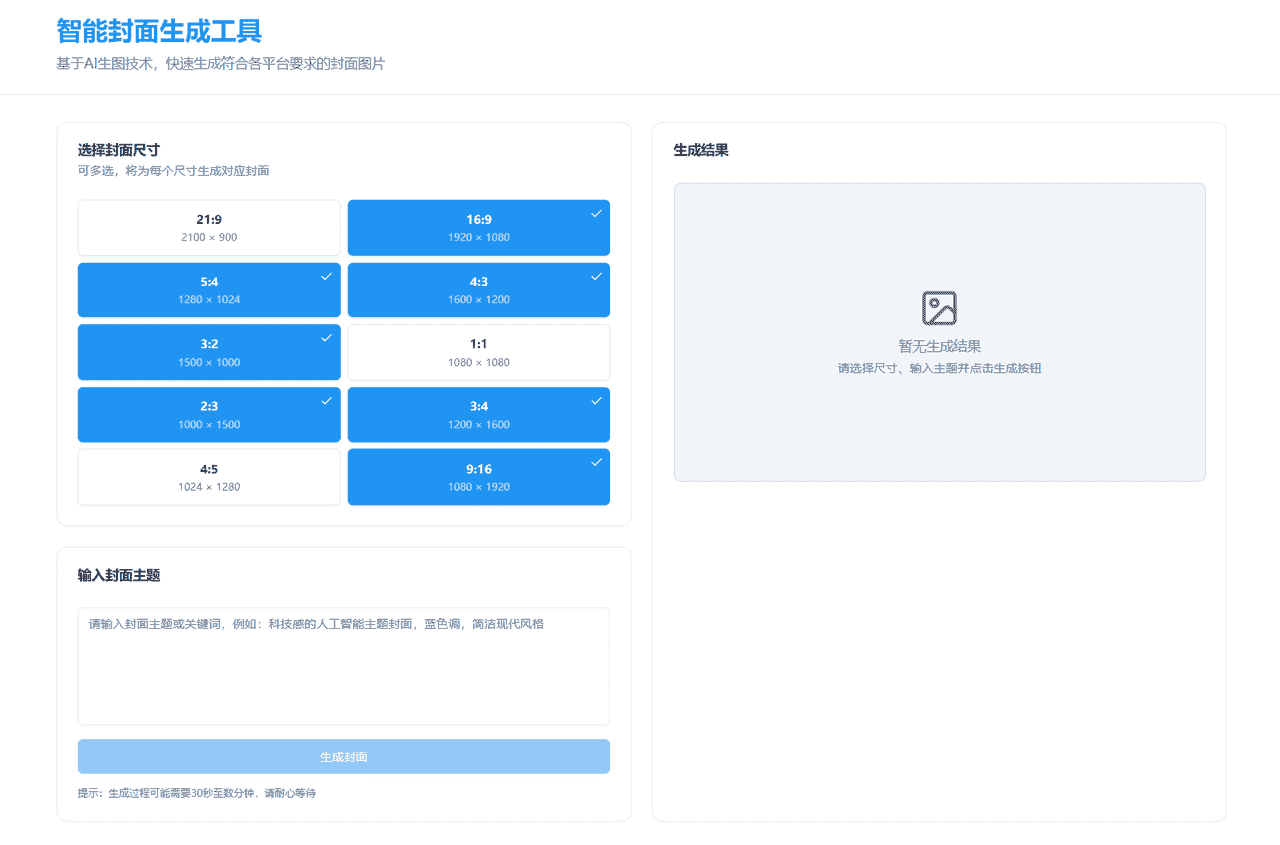 智能封面生成工具
基于AI生图技术，快速生成符合各平台要求的封面图片
选择封面尺寸
可多选，将为每个尺寸生成对应封面
21:9
2100 × 900
16:9
1920 × 1080
5:4
1280 × 1024
4:3
1600 × 1200
3:2
1500 × 1000
1:1
1080 × 1080
2:3
1000 × 1500
3:4
1200 × 1600
4:5
1024 × 1280
9:16
1080 × 1920
输入封面主题
请输入封面主题或关键词，例如：科技感的人工智能主题封面，蓝色调，简洁现代风格
生成封面
提示：生成过程可能需要30秒至数分钟，请耐心等待
生成结果
暂无生成结果
请选择尺寸、输入主题并点击生成按钮